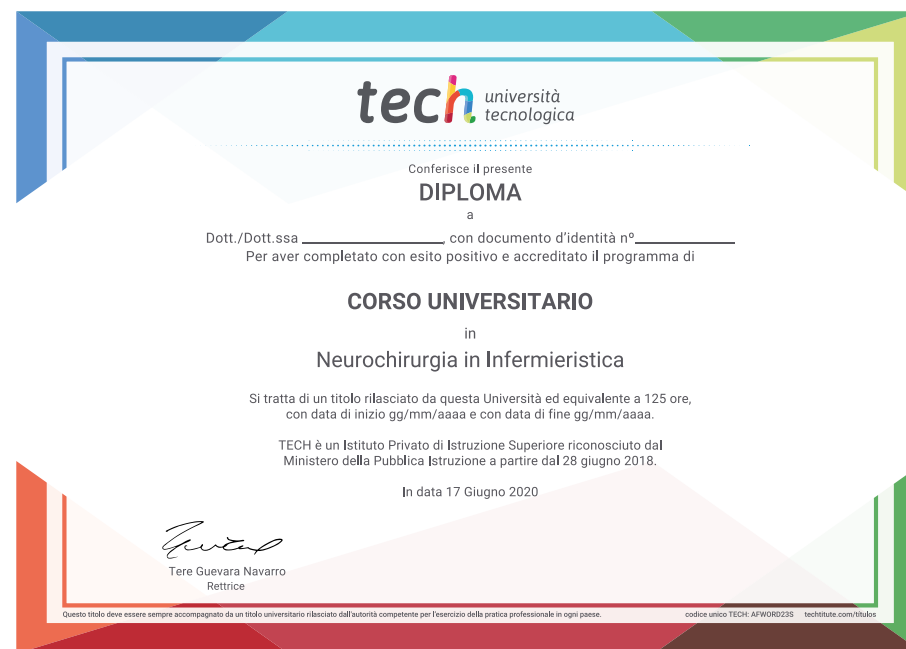 tech università
tecnologica
Conferisce il presente
DIPLOMA
a
Dott./Dott.ssa ____________________, con documento d'identità nº______________
Per aver completato con esito positivo e accreditato il programma di
CORSO UNIVERSITARIO
in
Neurochirurgia in Infermieristica
Si tratta di un titolo rilasciato da questa Università ed equivalente a 125 ore,
con data di inizio gg/mm/aaaa e con data di fine gg/mm/aaaa.
TECH è un Istituto Privato di Istruzione Superiore riconosciuto dal
Ministero della Pubblica Istruzione a partire dal 28 giugno 2018.
In data 17 Giugno 2020
Tere Guevara Navarro
Rettrice
Questo titolo deve essere sempre accompagnato da un titolo universitario rilasciato dall'autorità competente per l'esercizio della pratica professionale in ogni paese. codice unico TECH: AFWORD23S techtitute.com/titulos